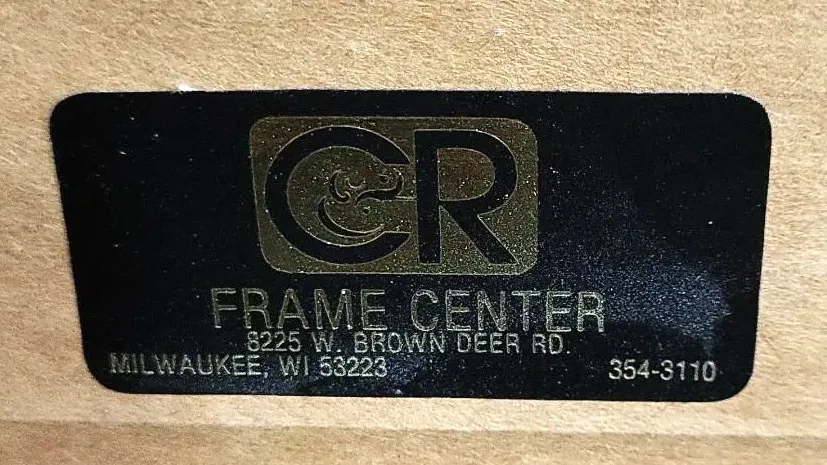 CR
FRAME CENTER
8225 W. BROWN DEER RD.
MILWAUKEE, WI 53223 354-3110